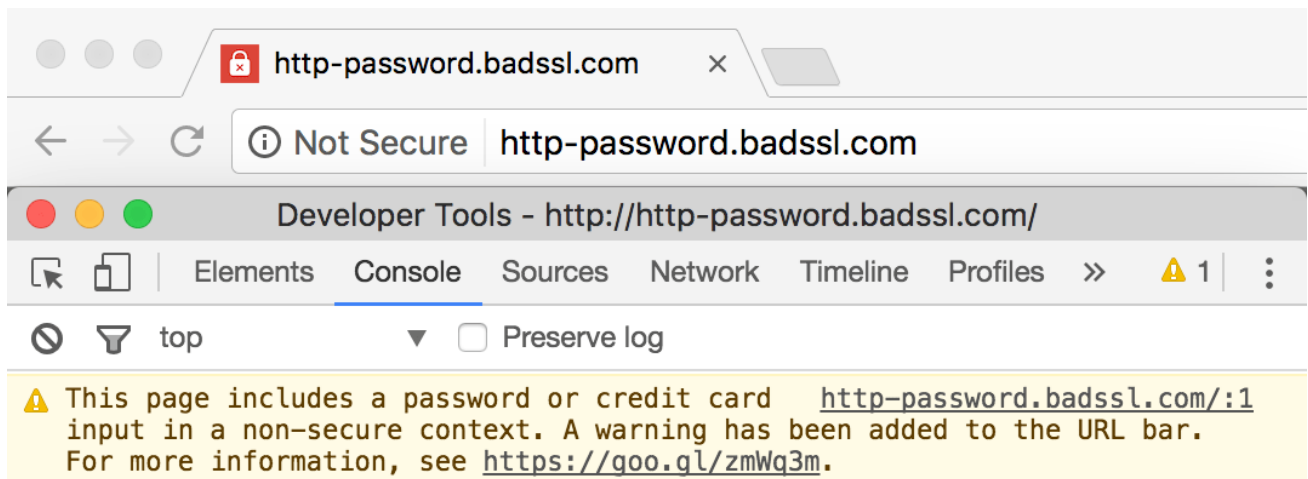 http-password.badssl.com
Not Secure http-password.badssl.com
Developer Tools - http://http-password.badssl.com/
Elements Console Sources Network Timeline Profiles » 1
top Preserve log
This page includes a password or credit card http-password.badssl.com/:1
input in a non-secure context. A warning has been added to the URL bar.
For more information, see https://goo.gl/zmWq3m.